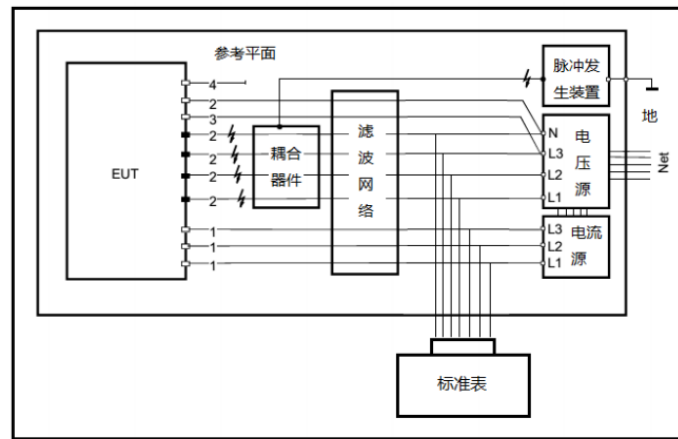 参考平面
脉冲发
生装置
地
4
2
3
2
2
2
2
1
1
1
EUT
耦合
器件
滤
波
网
络
N
L3
L2
L1
电
压
源
Net
L3
L2
L1
电流
源
标准表